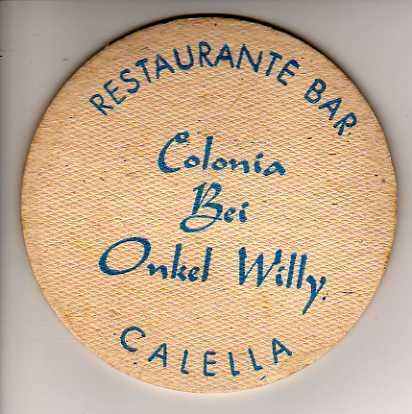 RESTAURANTE BAR
Colonia
Bei
Onkel Willy.
CALELLA